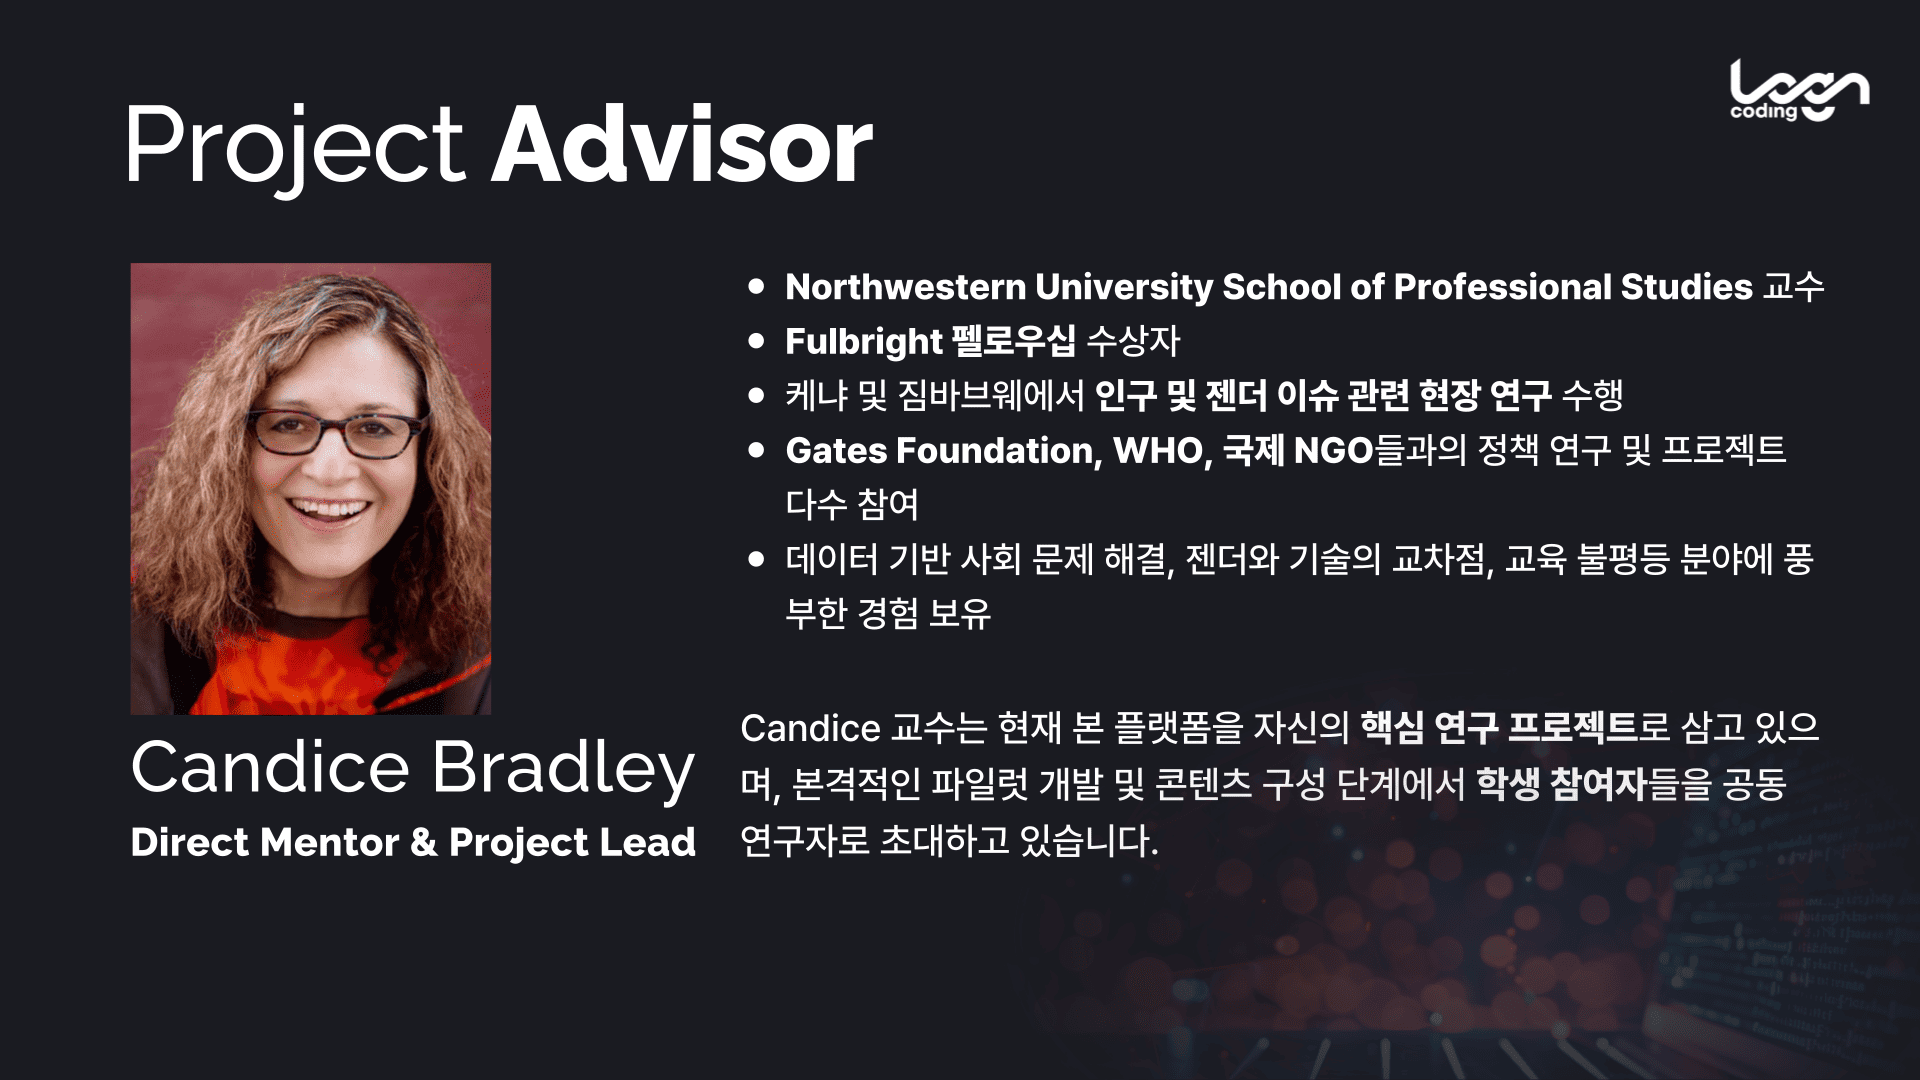 Logn
coding
Project Advisor
Northwestern University School of Professional Studies 교수
Fulbright 펠로우십 수상자
케냐 및 짐바브웨에서 인구 및 젠더 이슈 관련 현장 연구 수행
Gates Foundation, WHO, 국제 NGO들과의 정책 연구 및 프로젝트
다수 참여
데이터 기반 사회 문제 해결, 젠더와 기술의 교차점, 교육 불평등 분야에 풍
부한 경험 보유
Candice Bradley
Direct Mentor & Project Lead
Candice 교수는 현재 본 플랫폼을 자신의 핵심 연구 프로젝트로 삼고 있으
며, 본격적인 파일럿 개발 및 콘텐츠 구성 단계에서 학생 참여자들을 공동
연구자로 초대하고 있습니다.